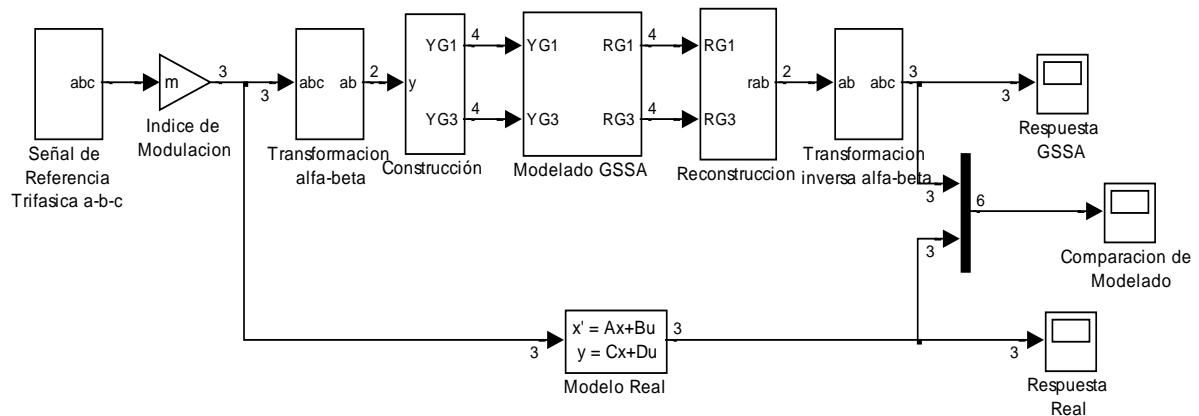 abc
Señal de
Referencia
Trifasica a-b-c
m
Indice de
Modulacion
3
3
abc
ab
Transformacion
alfa-beta
2
y
YG1
YG3
Construcción
4
4
YG1
YG3
RG1
RG3
Modelado GSSA
4
4
RG1
RG3
rab
Reconstruccion
2
ab
abc
Transformacion
inversa alfa-beta
3
3
Respuesta
GSSA
3
3
6
Comparacion de
Modelado
3
x' = Ax+Bu
y = Cx+Du
Modelo Real
3
3
Respuesta
Real